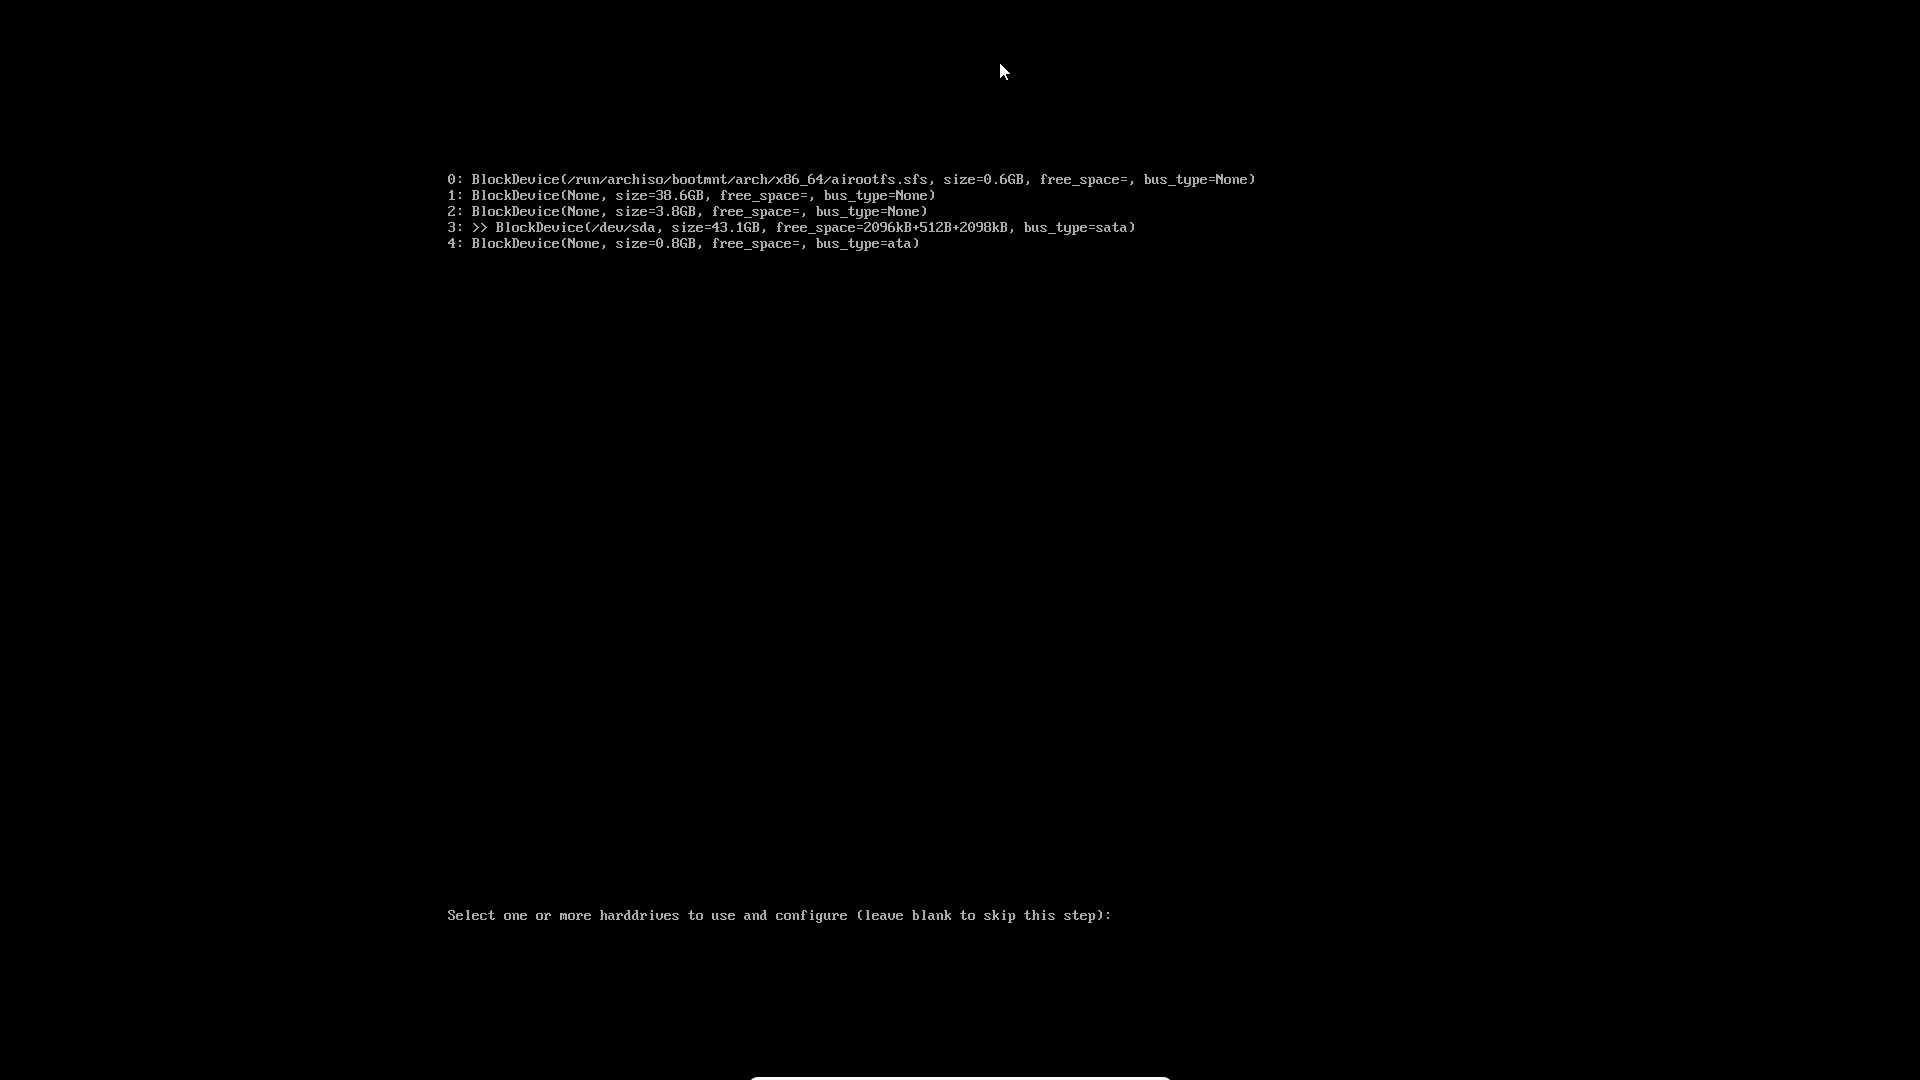 0: BlockDevice(/run/archiso/bootmnt/arch/x86_64/airootfs.sfs, size=0.6GB, free_space=, bus_type=None)
1: BlockDevice(None, size=38.6GB, free_space=, bus_type=None)
2: BlockDevice(None, size=3.8GB, free_space=, bus_type=None)
3: >> BlockDevice(/dev/sda, size=43.1GB, free_space=2096kB+512B+2098kB, bus_type=sata)
4: BlockDevice(None, size=0.8GB, free_space=, bus_type=ata)
Select one or more harddrives to use and configure (leave blank to skip this step):